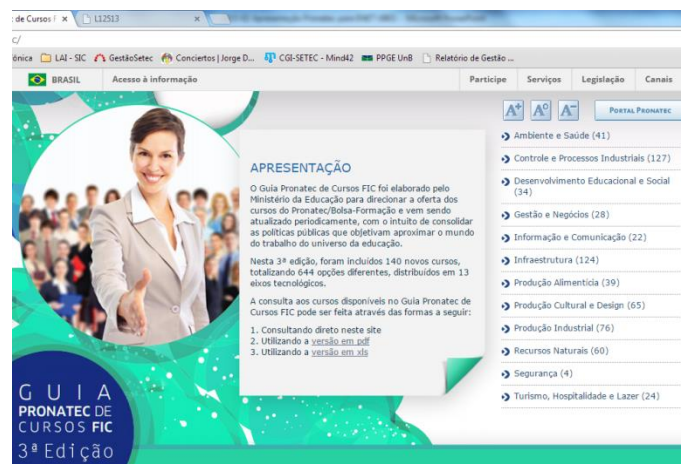 de Cursos F
L12513
c/
ônica
LAI - SIC
GestãoSetec
Conciertos | Jorge D...
CGI-SETEC - Mind42
PPGE UnB
Relatório de Gestão ...
BRASIL
Acesso à informação
Participe
Serviços
Legislação
Canais
A+
Aº
A-
PORTAL PRONATEC
APRESENTAÇÃO
O Guia Pronatec de Cursos FIC foi elaborado pelo
Ministério da Educação para direcionar a oferta dos
cursos do Pronatec/Bolsa-Formação e vem sendo
atualizado periodicamente, com o intuito de consolidar
as políticas públicas que objetivam aproximar o mundo
do trabalho do universo da educação.
Nesta 3ª edição, foram incluídos 140 novos cursos,
totalizando 644 opções diferentes, distribuídos em 13
eixos tecnológicos.
A consulta aos cursos disponíveis no Guia Pronatec de
Cursos FIC pode ser feita através das formas a seguir:
1. Consultando direto neste site
2. Utilizando a versão em pdf
3. Utilizando a versão em xls
Ambiente e Saúde (41)
Controle e Processos Industriais (127)
Desenvolvimento Educacional e Social
(34)
Gestão e Negócios (28)
Informação e Comunicação (22)
Infraestrutura (124)
Produção Alimentícia (39)
Produção Cultural e Design (65)
Produção Industrial (76)
Recursos Naturais (60)
Segurança (4)
Turismo, Hospitalidade e Lazer (24)
GUIA
PRONATEC DE
CURSOS FIC
3ª Edição